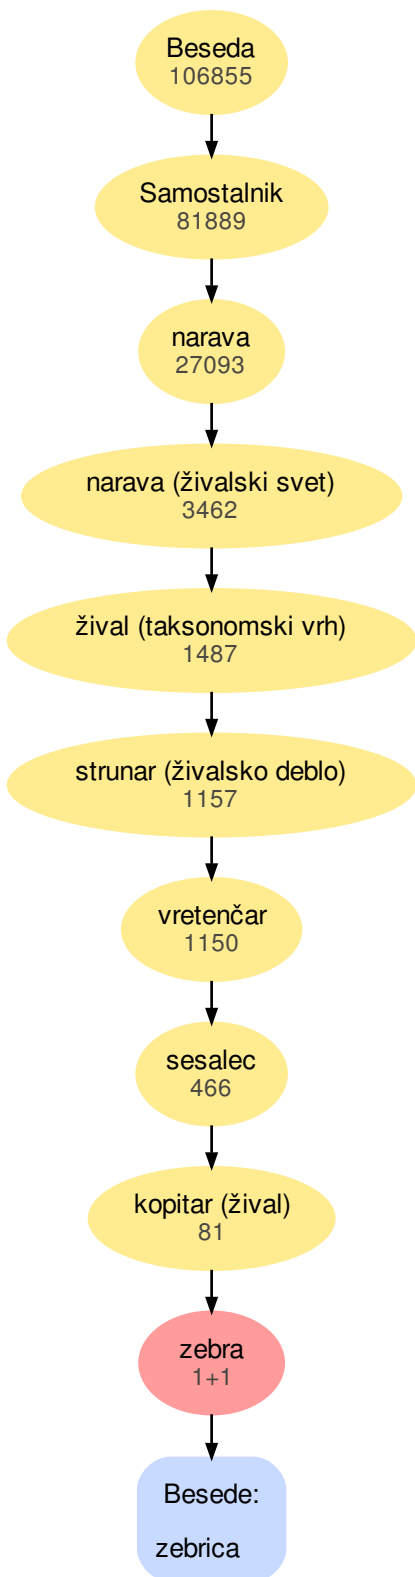 Beseda
106855
Samostalnik
81889
narava
27093
narava (živalski svet)
3462
žival (taksonomski vrh)
1487
strunar (živalsko deblo)
1157
vretenčar
1150
sesalec
466
kopitar (žival)
81
zebra
1+1
Besede:
zebrica